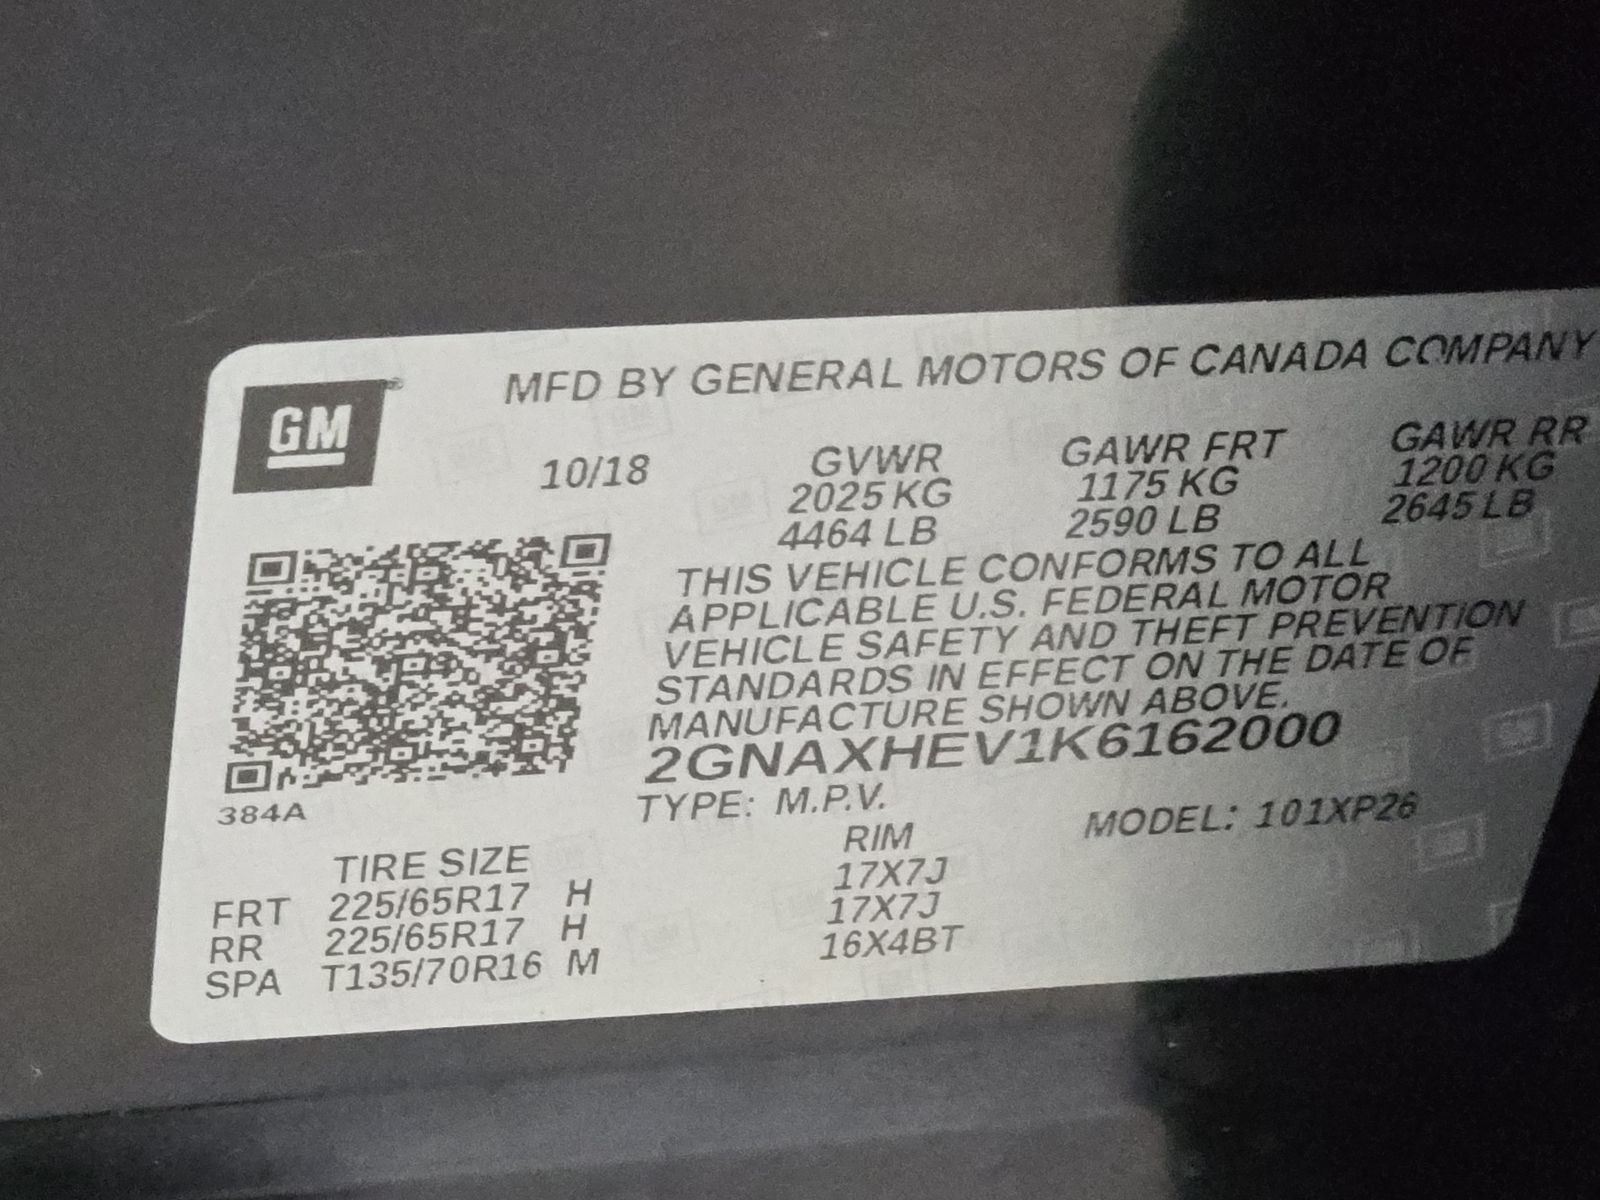 MFD BY GENERAL MOTORS OF CANADA COMPANY
GM
10/18 GVWR GAWR FRT GAWR RR
2025 KG 1175 KG 1200 KG
4464 LB 2590 LB 2645 LB
THIS VEHICLE CONFORMS TO ALL
APPLICABLE U.S. FEDERAL MOTOR
VEHICLE SAFETY AND THEFT PREVENTION
STANDARDS IN EFFECT ON THE DATE OF
MANUFACTURE SHOWN ABOVE.
2GNAXHEV1K6162000
384A
TYPE: M.P.V. MODEL: 101XP26
TIRE SIZE RIM
FRT 225/65R17 H 17X7J
RR 225/65R17 H 17X7J
SPA T135/70R16 M 16X4BT